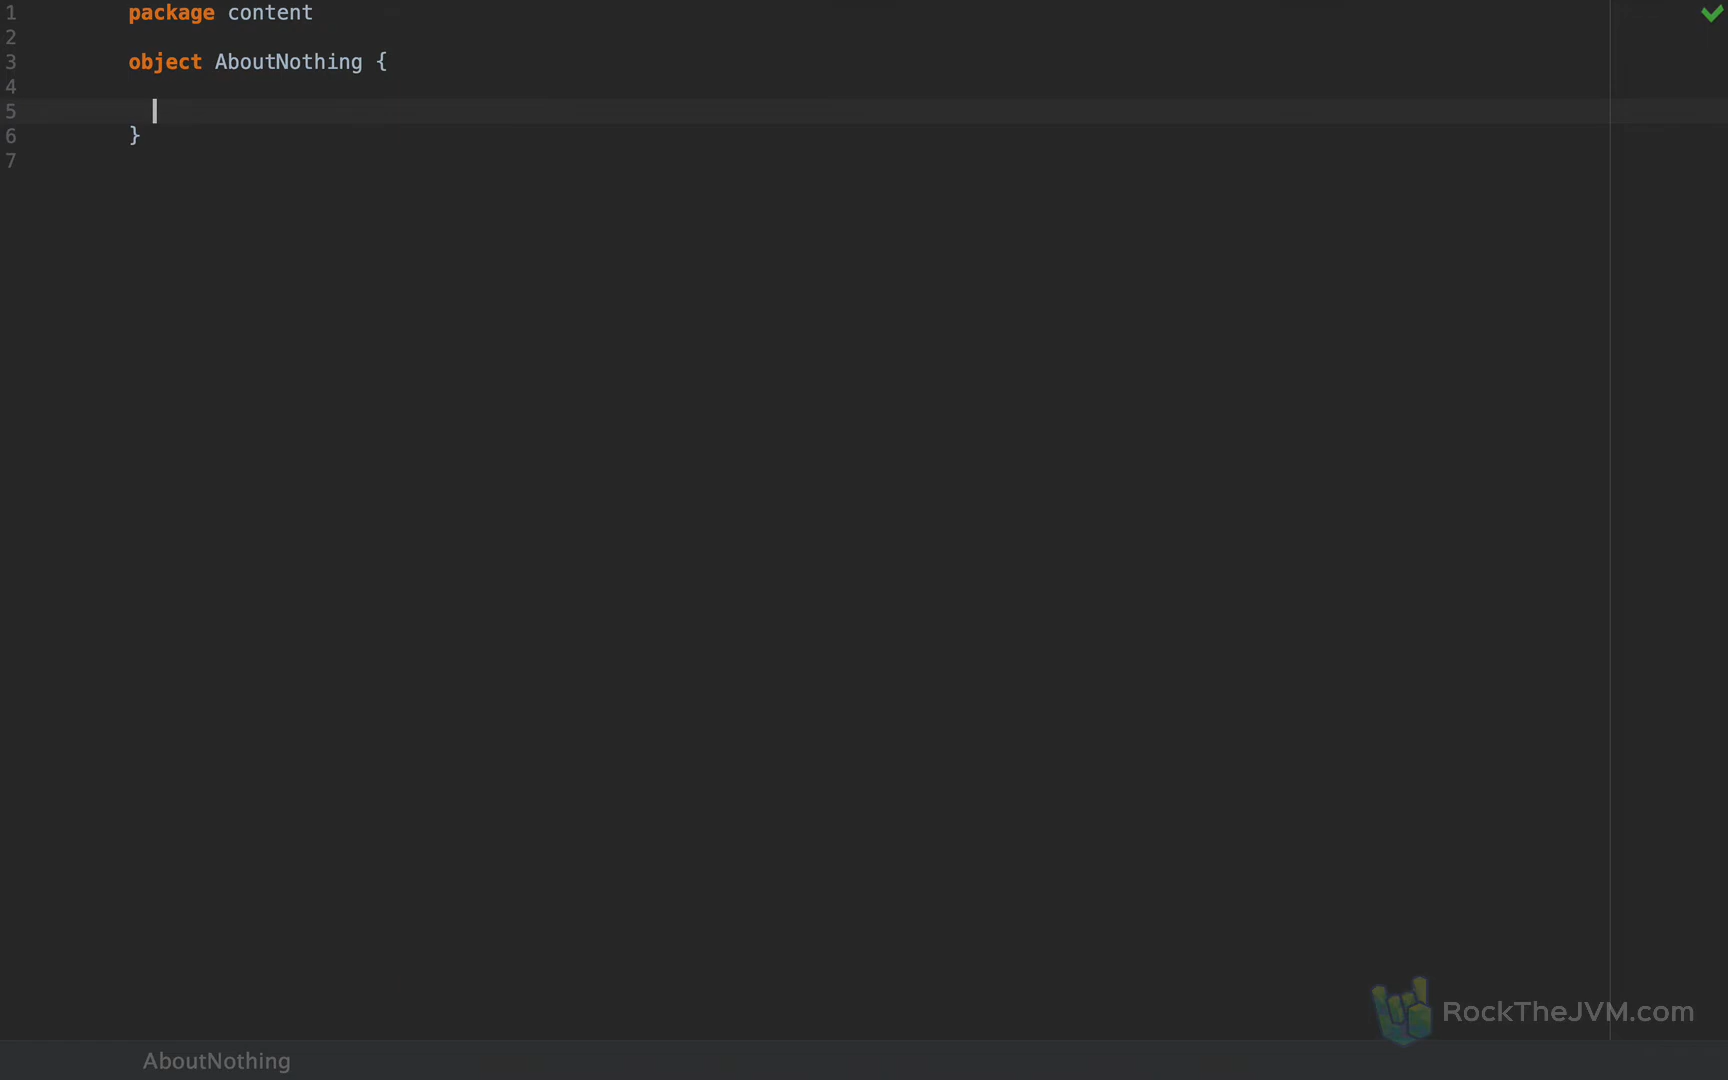 1 package content
2
3 object AboutNothing {
4
5
6 }
7
RockTheJVM.com
AboutNothing